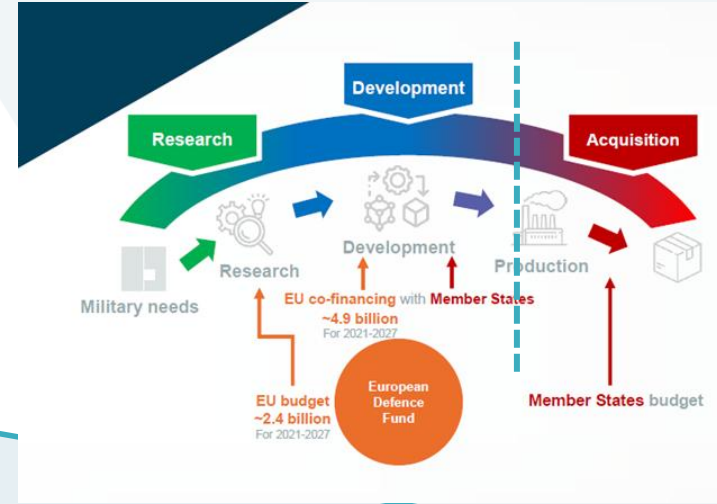 Development
Research
Acquisition
Development
Research
Production
Military needs
EU co-financing with Member States
~4.9 billion
For 2021-2027
European
Defence
Fund
EU budget
~2.4 billion
For 2021-2027
Member States budget